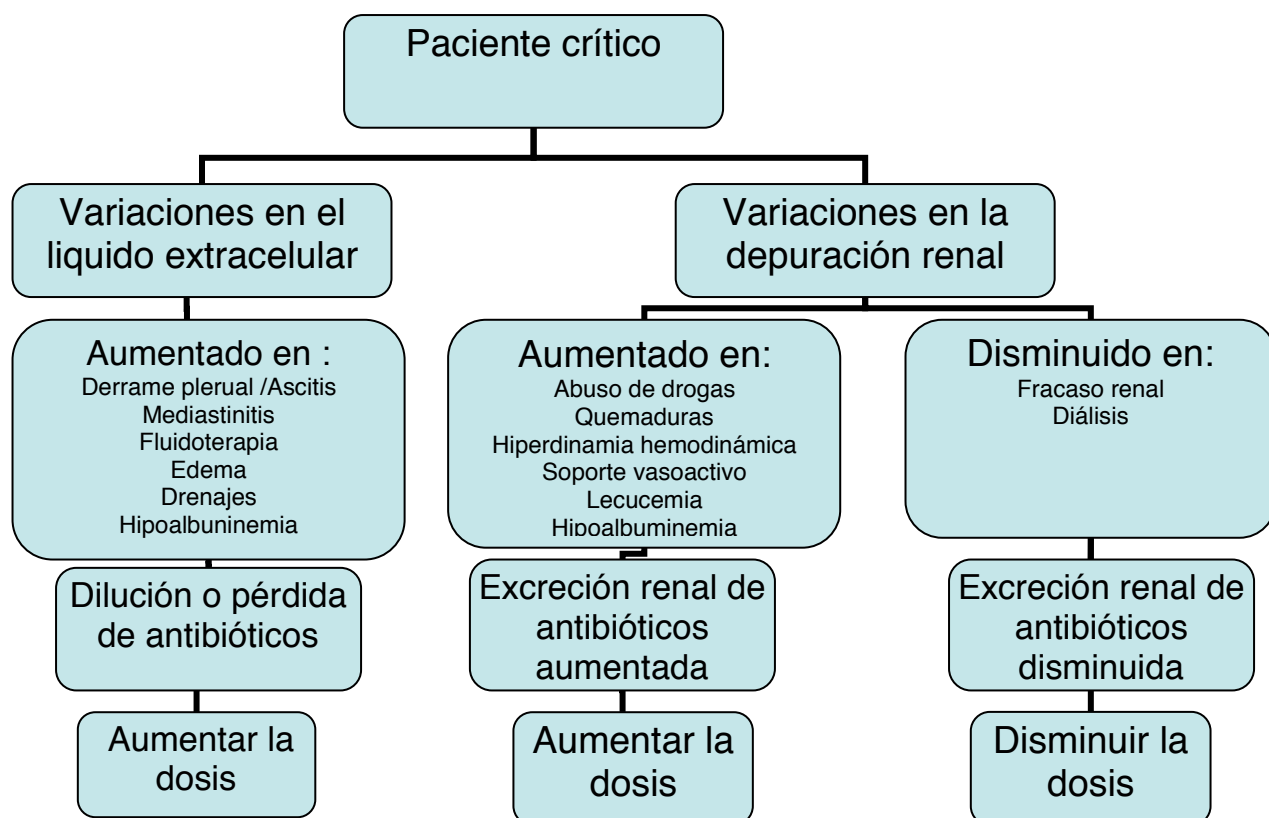 Paciente crítico
Variaciones en el
liquido extracelular
Variaciones en la
depuración renal
Aumentado en :
Derrame plerual /Ascitis
Mediastinitis
Fluidoterapia
Edema
Drenajes
Hipoalbuninemia
Aumentado en:
Abuso de drogas
Quemaduras
Hiperdinamia hemodinámica
Soporte vasoactivo
Lecucemia
Hipoalbuminemia
Disminuido en:
Fracaso renal
Diálisis
Dilución o pérdida
de antibióticos
Excreción renal de
antibióticos
aumentada
Excreción renal de
antibióticos
disminuida
Aumentar la
dosis
Aumentar la
dosis
Disminuir la
dosis